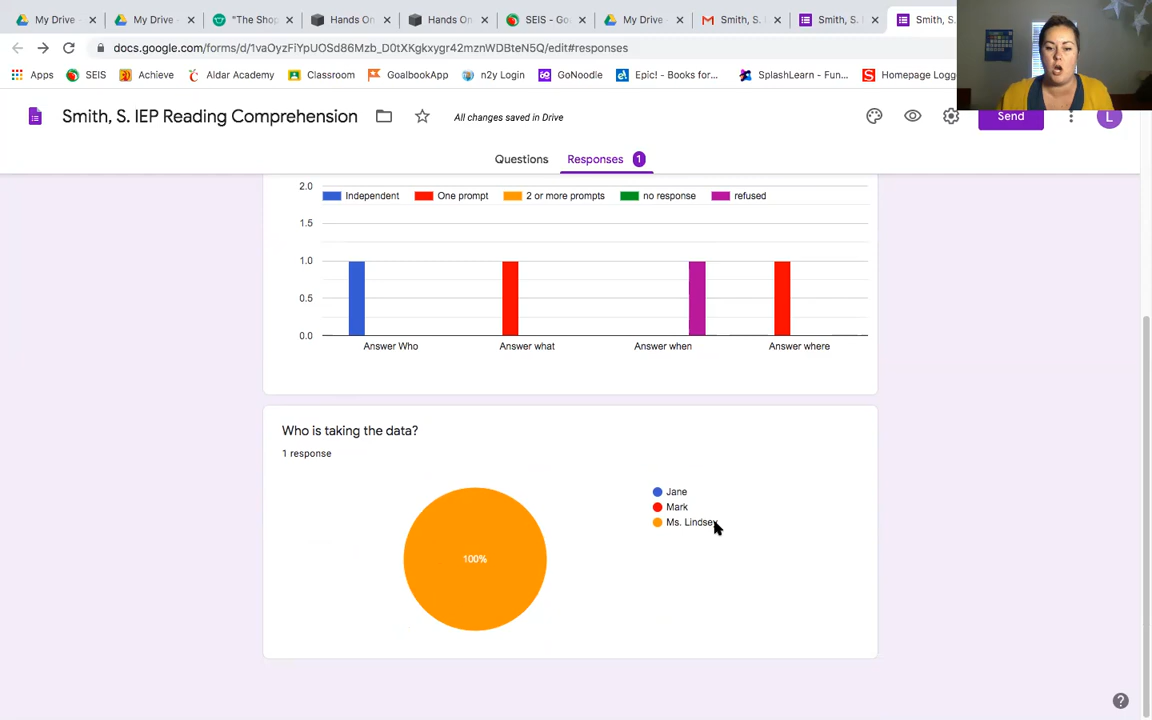 My Drive
My Drive
"The Shop
Hands On
Hands On
SEIS - Go
My Drive
Smith, S. I
Smith, S.
Smith, S.
docs.google.com/forms/d/1vaOyzFiYpUOSd86Mzb_D0tXKgkxygr42mznWDBteN5Q/edit#responses
Apps SEIS Achieve Aldar Academy Classroom GoalbookApp n2y Login GoNoodle Epic! - Books for... SplashLearn - Fun... Homepage Logg
Smith, S. IEP Reading Comprehension
All changes saved in Drive
Send
L
Questions Responses 1
2.0
Independent One prompt 2 or more prompts no response refused
1.5
1.0
0.5
0.0
Answer Who Answer what Answer when Answer where
Who is taking the data?
1 response
Jane
Mark
Ms. Lindsey
100%